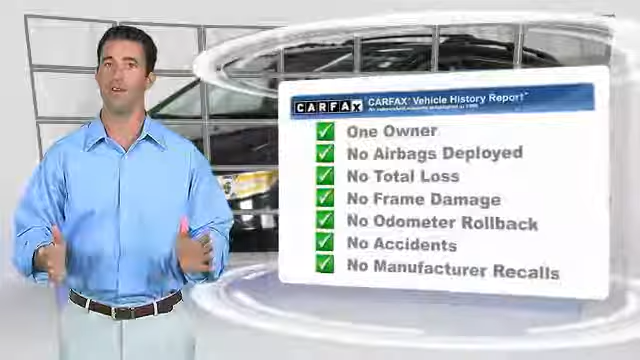 CARFAX CARFAX Vehicle History Report
One Owner
No Airbags Deployed
No Total Loss
No Frame Damage
No Odometer Rollback
No Accidents
No Manufacturer Recalls